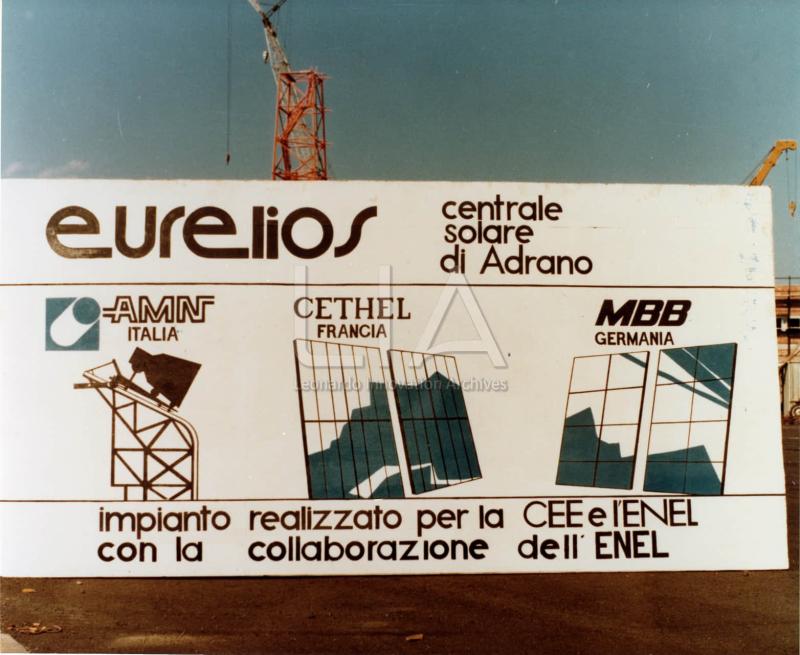 eurelios
centrale
solare
di Adrano
AMN
ITALIA
CETHEL
FRANCIA
MBB
GERMANIA
LIA
Leonardo Innovation Archives
impianto realizzato per la CEE e l'ENEL
con la collaborazione dell' ENEL